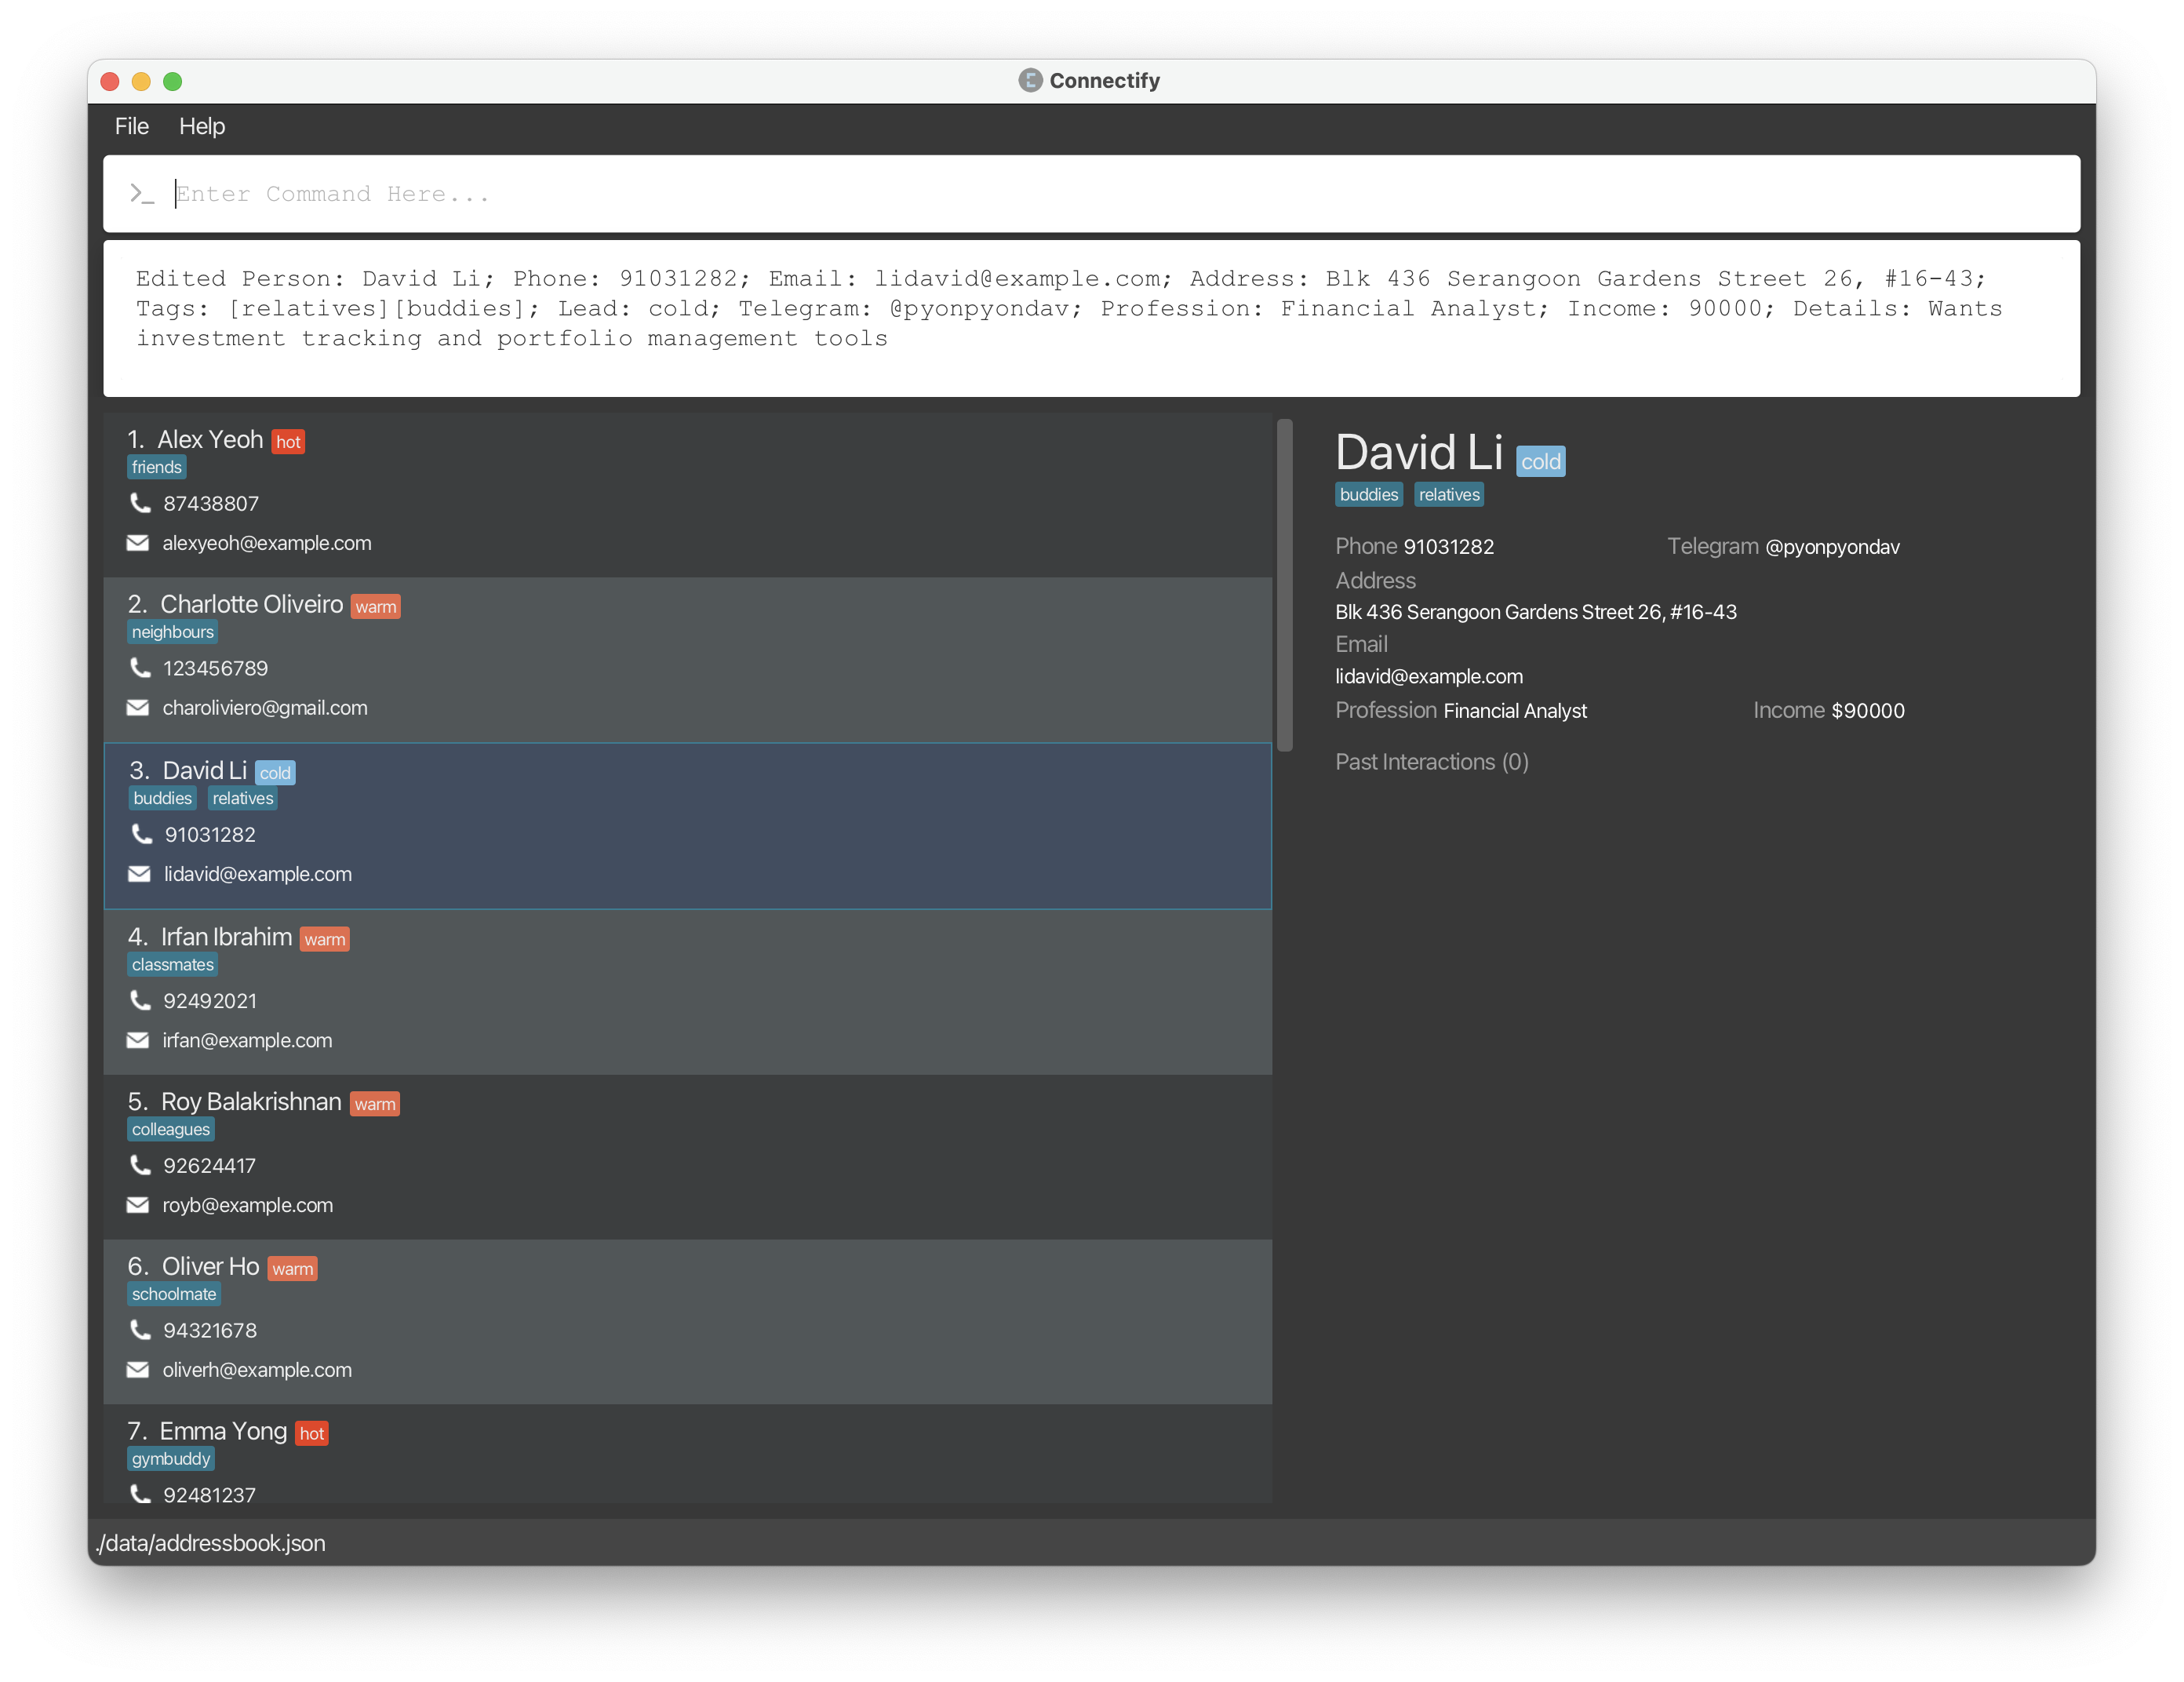 Connectify
File Help
Enter Command Here...
Edited Person: David Li; Phone: 91031282; Email: lidavid@example.com; Address: Blk 436 Serangoon Gardens Street 26, #16-43;
Tags: [relatives][buddies]; Lead: cold; Telegram: @pyonpyondav; Profession: Financial Analyst; Income: 90000; Details: Wants
investment tracking and portfolio management tools
1. Alex Yeoh hot
friends
87438807
alexyeoh@example.com
2. Charlotte Oliveiro warm
neighbours
123456789
charoliviero@gmail.com
3. David Li cold
buddies relatives
91031282
lidavid@example.com
4. Irfan Ibrahim warm
classmates
92492021
irfan@example.com
5. Roy Balakrishnan warm
colleagues
92624417
royb@example.com
6. Oliver Ho warm
schoolmate
94321678
oliverh@example.com
7. Emma Yong hot
gymbuddy
92481237
David Li cold
buddies relatives
Phone 91031282 Telegram @pyonpyondav
Address
Blk 436 Serangoon Gardens Street 26, #16-43
Email
lidavid@example.com
Profession Financial Analyst Income $90000
Past Interactions (0)
./data/addressbook.json